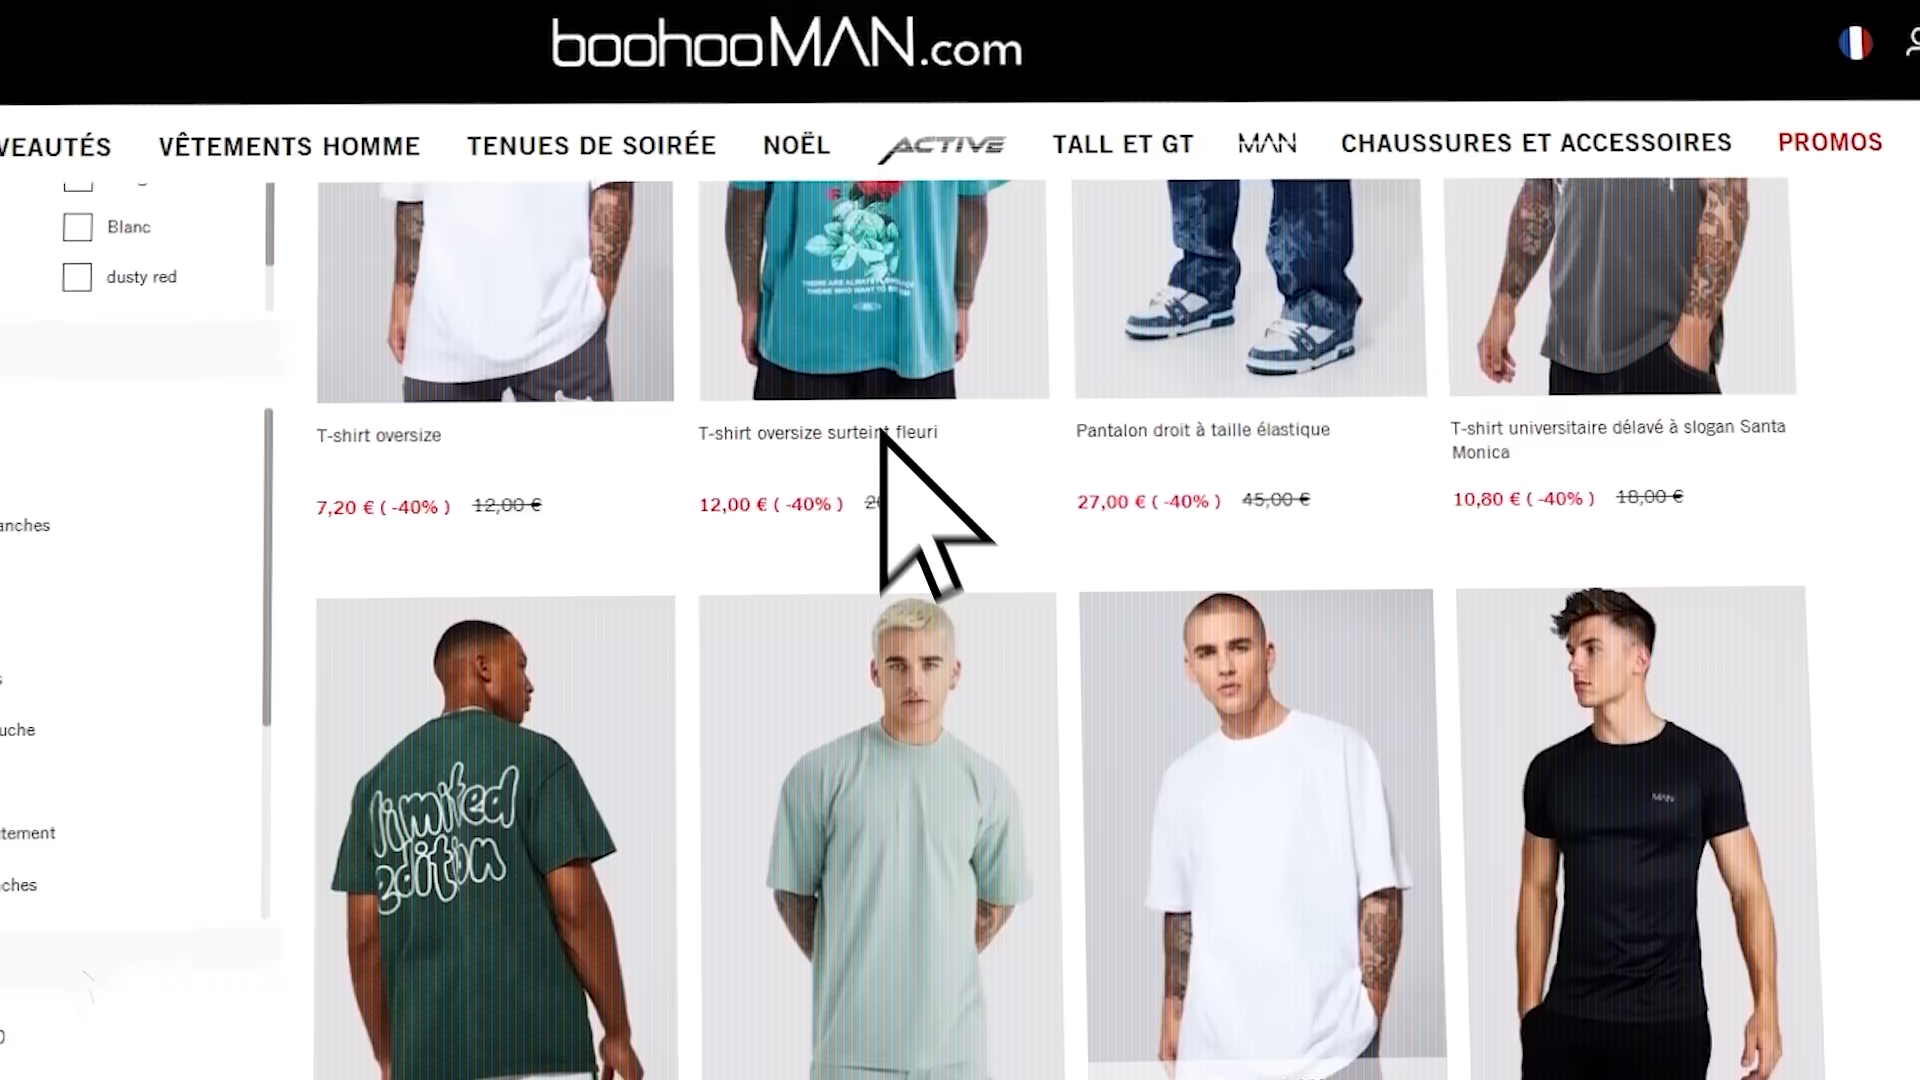 boohooMAN.com
VEAUTÉS VÊTEMENTS HOMME TENUES DE SOIRÉE NOËL ACTIVE TALL ET GT MAN CHAUSSURES ET ACCESSOIRES PROMOS
Blanc
dusty red
T-shirt oversize
7,20 € ( -40% ) 12,00 €
T-shirt oversize surteint fleuri
12,00 € ( -40% )
Pantalon droit à taille élastique
27,00 € ( -40% ) 45,00 €
T-shirt universitaire délavé à slogan Santa
Monica
10,80 € ( -40% ) 18,00 €
anches
uche
tement
ches
limited
edition
MAN